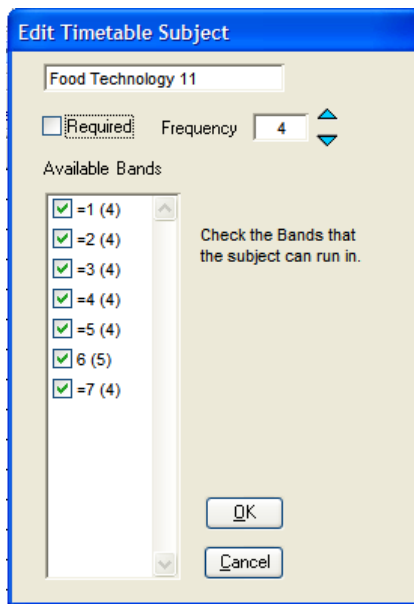 Edit Timetable Subject
Food Technology 11
Required Frequency 4
Available Bands
=1 (4)
=2 (4)
=3 (4)
=4 (4)
=5 (4)
6 (5)
=7 (4)
Check the Bands that
the subject can run in.
OK
Cancel